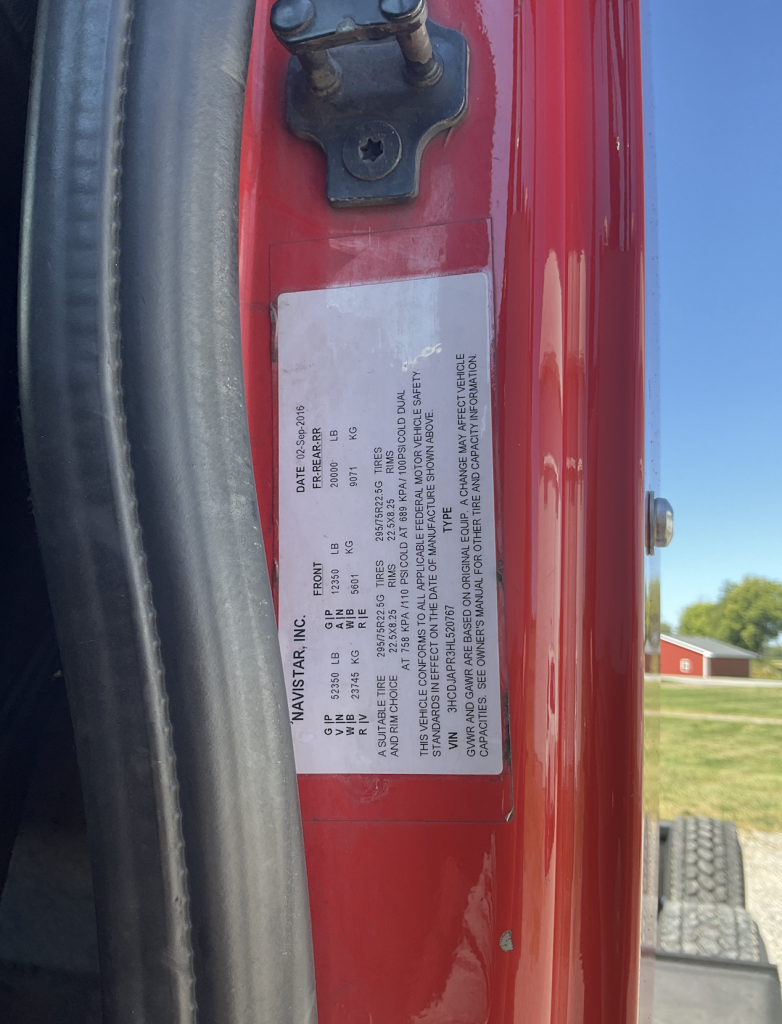 NAVISTAR, INC. DATE 02-Sep-2016
FRONT FR-REAR-RR
G|P 52350 LB G|P 12350 LB 20000 LB
V|N A|N
W|B 23745 KG W|B 5601 KG 9071 KG
R|V R|E
A SUITABLE TIRE 295/75R22.5G TIRES 295/75R22.5G TIRES
AND RIM CHOICE 22.5X8.25 RIMS 22.5X8.25 RIMS
AT 758 KPA /110 PSI COLD AT 689 KPA / 100PSI COLD DUAL
THIS VEHICLE CONFORMS TO ALL APPLICABLE FEDERAL MOTOR VEHICLE SAFETY
STANDARDS IN EFFECT ON THE DATE OF MANUFACTURE SHOWN ABOVE.
VIN 3HCDJAPR3HL520767 TYPE
GVWR AND GAWR ARE BASED ON ORIGINAL EQUIP. A CHANGE MAY AFFECT VEHICLE
CAPACITIES. SEE OWNER'S MANUAL FOR OTHER TIRE AND CAPACITY INFORMATION.